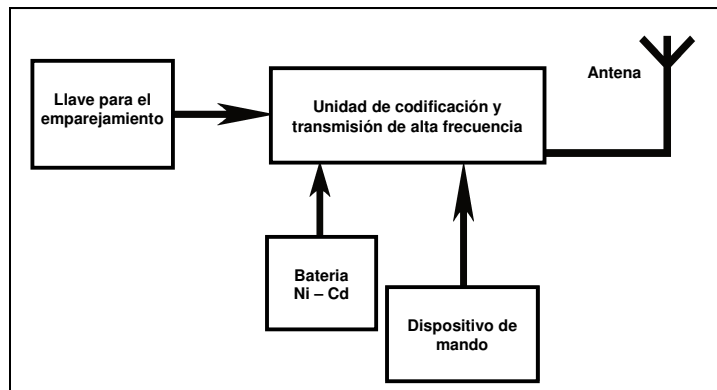 Antena
Llave para el
emparejamiento
Unidad de codificación y
transmisión de alta frecuencia
Bateria
Ni – Cd
Dispositivo de
mando